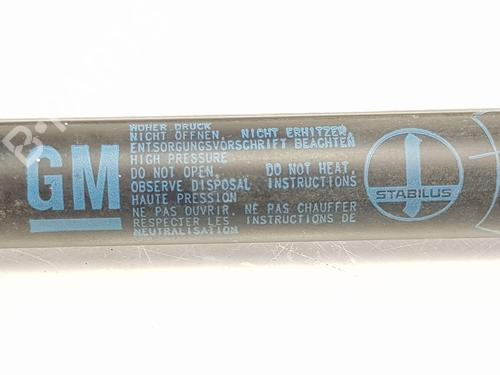 GM
HOHER DRUCK
NICHT ÖFFNEN, NICHT ERHITZEN
ENTSORGUNGSVORSCHRIFT BEACHTEN
HIGH PRESSURE
DO NOT OPEN, DO NOT HEAT,
OBSERVE DISPOSAL INSTRUCTIONS
HAUTE PRESSION
NE PAS OUVRIR, NE PAS CHAUFFER
RESPECTER LES INSTRUCTIONS DE
NEUTRALISATION
STABILUS